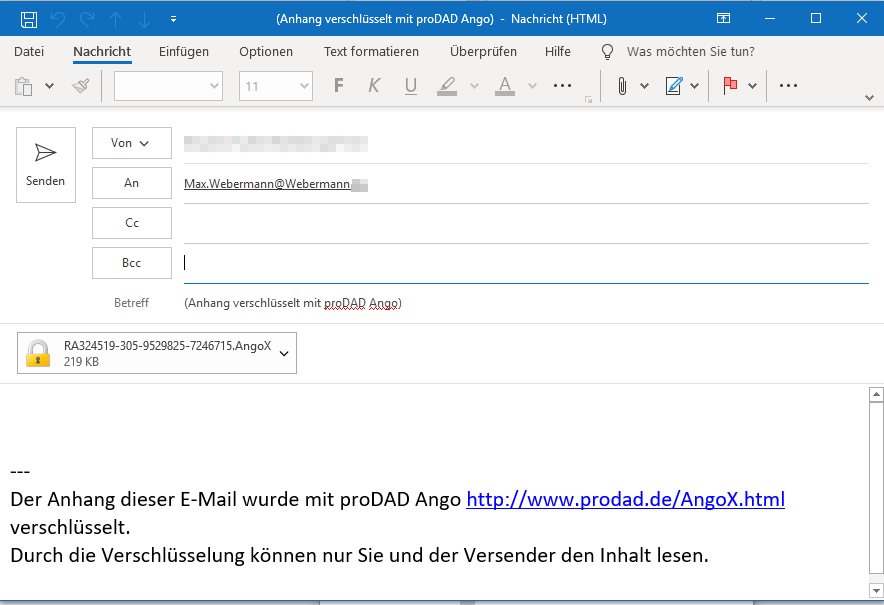 (Anhang verschlüsselt mit proDAD Ango) - Nachricht (HTML)
Datei Nachricht Einfügen Optionen Text formatieren Überprüfen Hilfe Was möchten Sie tun?
11 F K U A
Senden
Von
An Max.Webermann@Webermann.
Cc
Bcc
Betreff (Anhang verschlüsselt mit proDAD Ango)
RA324519-305-9529825-7246715.AngoX
219 KB
---
Der Anhang dieser E-Mail wurde mit proDAD Ango http://www.prodad.de/AngoX.html
verschlüsselt.
Durch die Verschlüsselung können nur Sie und der Versender den Inhalt lesen.